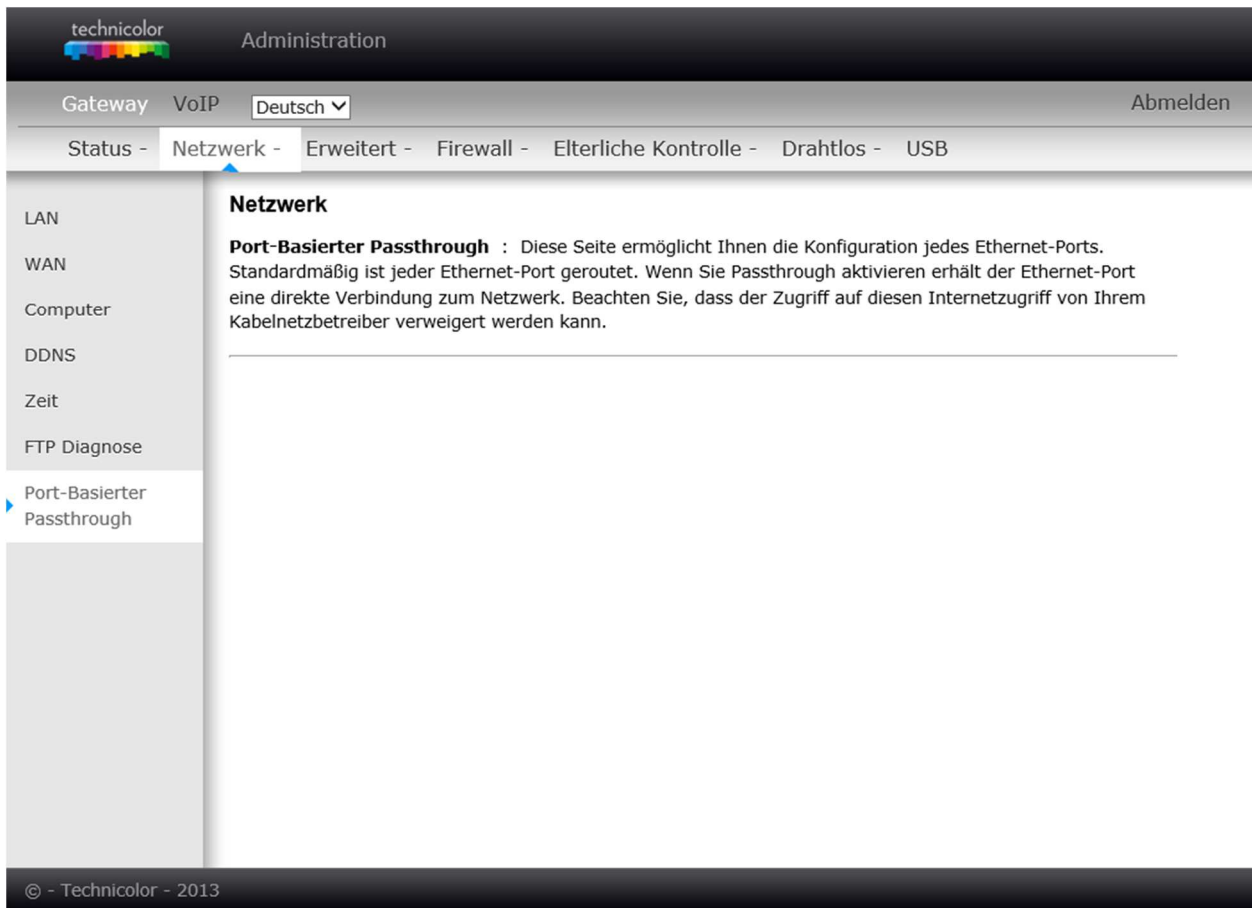 technicolor
Administration
Gateway VoIP Deutsch Abmelden
Status - Netzwerk - Erweitert - Firewall - Elterliche Kontrolle - Drahtlos - USB
LAN
WAN
Computer
DDNS
Zeit
FTP Diagnose
Port-Basierter
Passthrough
Netzwerk
Port-Basierter Passthrough : Diese Seite ermöglicht Ihnen die Konfiguration jedes Ethernet-Ports.
Standardmäßig ist jeder Ethernet-Port geroutet. Wenn Sie Passthrough aktivieren erhält der Ethernet-Port
eine direkte Verbindung zum Netzwerk. Beachten Sie, dass der Zugriff auf diesen Internetzugriff von Ihrem
Kabelnetzbetreiber verweigert werden kann.
© - Technicolor - 2013